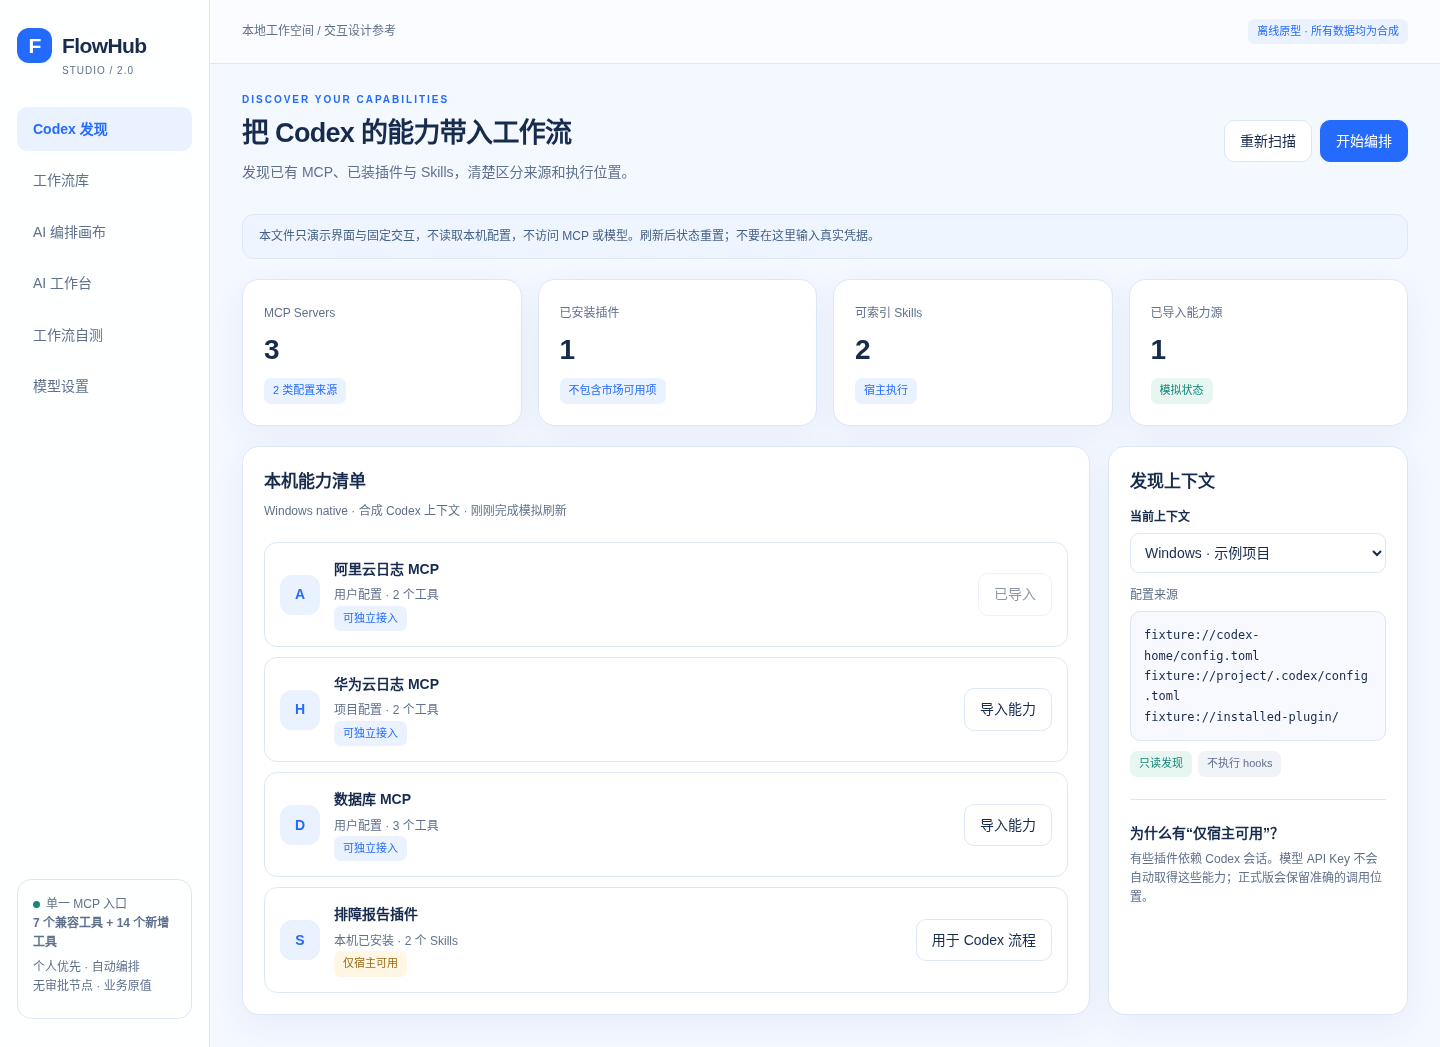 F
FlowHub
STUDIO / 2.0
Codex 发现
工作流库
AI 编排画布
AI 工作台
工作流自测
模型设置
单一 MCP 入口
7 个兼容工具 + 14 个新增
工具
个人优先 · 自动编排
无审批节点 · 业务原值
本地工作空间 / 交互设计参考
离线原型 · 所有数据均为合成
DISCOVER YOUR CAPABILITIES
把 Codex 的能力带入工作流
发现已有 MCP、已装插件与 Skills，清楚区分来源和执行位置。
重新扫描
开始编排
本文件只演示界面与固定交互，不读取本机配置，不访问 MCP 或模型。刷新后状态重置；不要在这里输入真实凭据。
MCP Servers
3
2 类配置来源
已安装插件
1
不包含市场可用项
可索引 Skills
2
宿主执行
已导入能力源
1
模拟状态
本机能力清单
Windows native · 合成 Codex 上下文 · 刚刚完成模拟刷新
A
阿里云日志 MCP
用户配置 · 2 个工具
可独立接入
已导入
H
华为云日志 MCP
项目配置 · 2 个工具
可独立接入
导入能力
D
数据库 MCP
用户配置 · 3 个工具
可独立接入
导入能力
S
排障报告插件
本机已安装 · 2 个 Skills
仅宿主可用
用于 Codex 流程
发现上下文
当前上下文
Windows · 示例项目
配置来源
fixture://codex-
home/config.toml
fixture://project/.codex/config
.toml
fixture://installed-plugin/
只读发现
不执行 hooks
为什么有“仅宿主可用”？
有些插件依赖 Codex 会话。模型 API Key 不会
自动取得这些能力；正式版会保留准确的调用位
置。